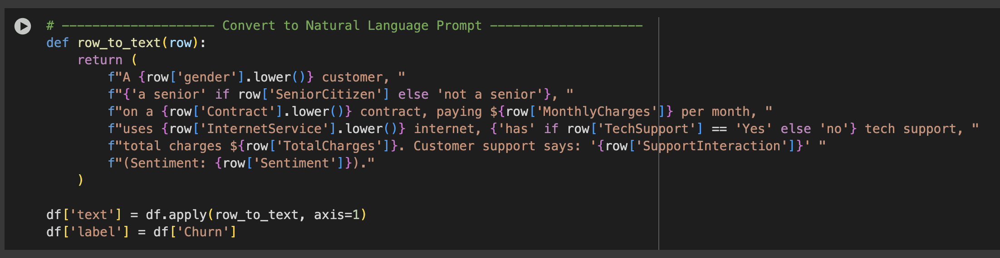 # -------------------- Convert to Natural Language Prompt --------------------
def row_to_text(row):
    return (
        f"A {row['gender'].lower()} customer, "
        f"{'a senior' if row['SeniorCitizen'] else 'not a senior'}, "
        f"on a {row['Contract'].lower()} contract, paying ${row['MonthlyCharges']} per month, "
        f"uses {row['InternetService'].lower()} internet, {'has' if row['TechSupport'] == 'Yes' else 'no'} tech support, "
        f"total charges ${row['TotalCharges']}. Customer support says: '{row['SupportInteraction']}' "
        f"(Sentiment: {row['Sentiment']})."
    )
df['text'] = df.apply(row_to_text, axis=1)
df['label'] = df['Churn']